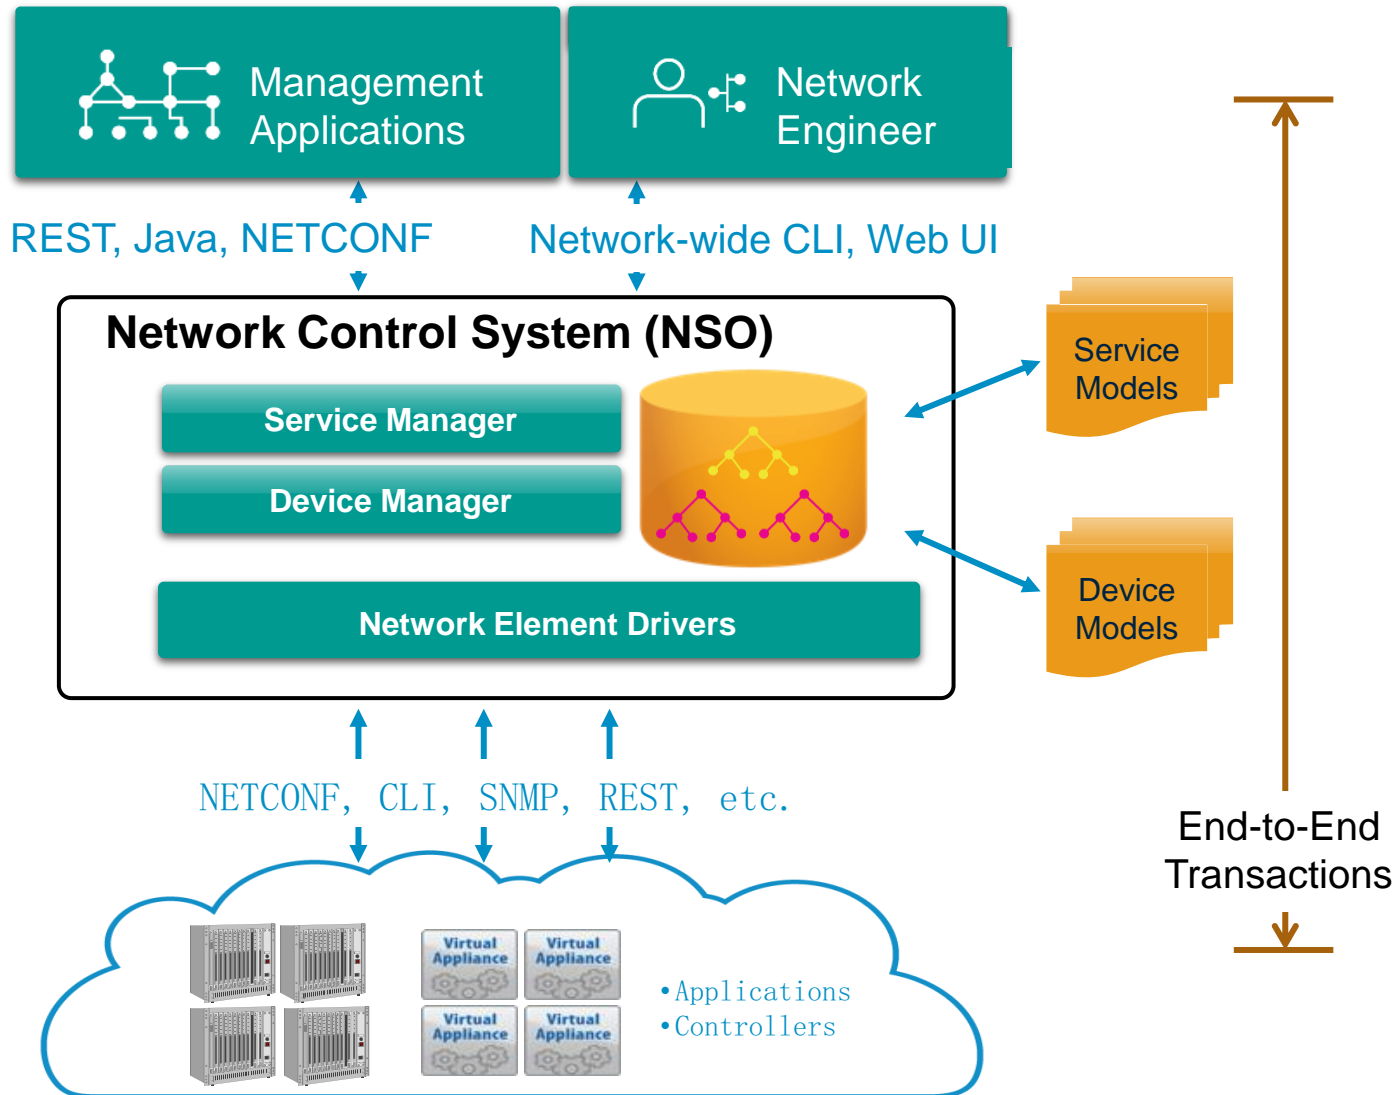 Management
Applications
Network
Engineer
REST, Java, NETCONF
Network-wide CLI, Web UI
Network Control System (NSO)
Service Manager
Device Manager
Network Element Drivers
Service
Models
Device
Models
End-to-End
Transactions
NETCONF, CLI, SNMP, REST, etc.
Virtual
Appliance
Virtual
Appliance
Virtual
Appliance
Virtual
Appliance
•Applications
•Controllers